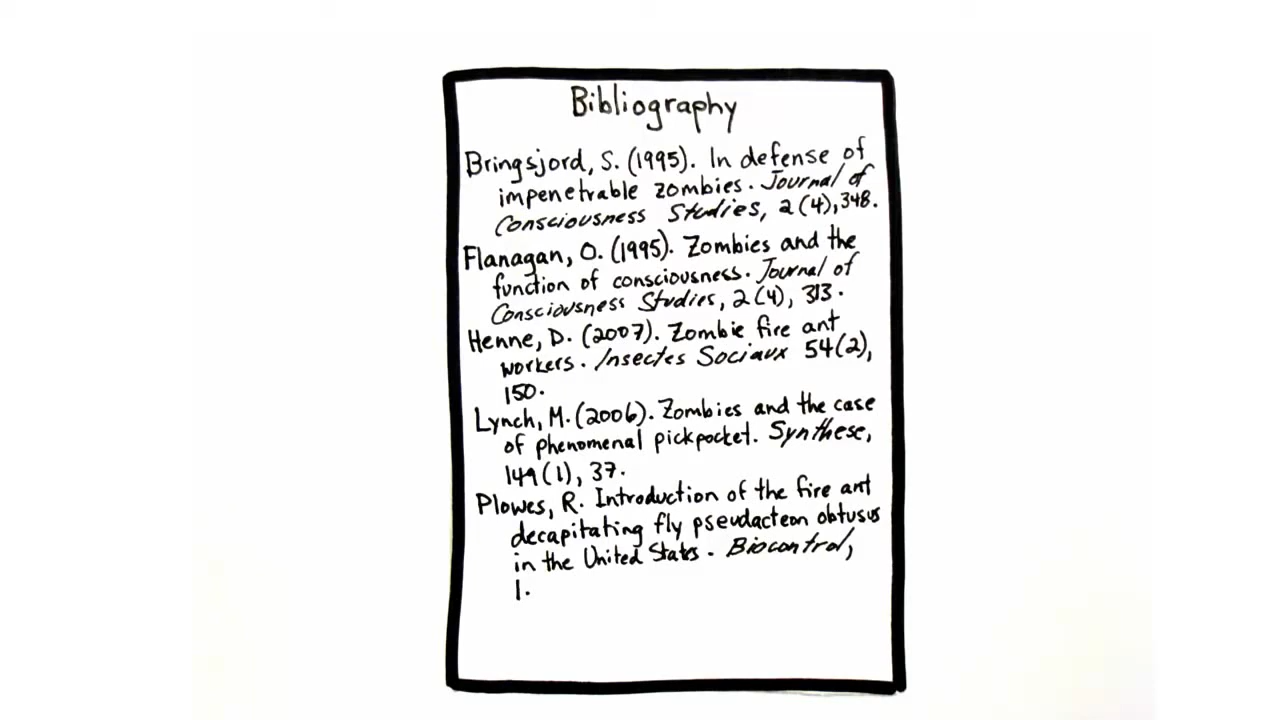 Bibliography
Bringsjord, S. (1995). In defense of
impenetrable zombies. Journal of
Consciousness Studies, 2(4), 348.
Flanagan, O. (1995). Zombies and the
function of consciousness. Journal of
Consciousness Studies, 2(4), 313.
Henne, D. (2007). Zombie fire ant
workers. Insectes Sociaux 54(2),
150.
Lynch, M. (2006). Zombies and the case
of phenomenal pickpocket. Synthese,
149(1), 37.
Plowes, R. Introduction of the fire ant
decapitating fly pseudacteon obtusus
in the United States. Biocontrol,
1.